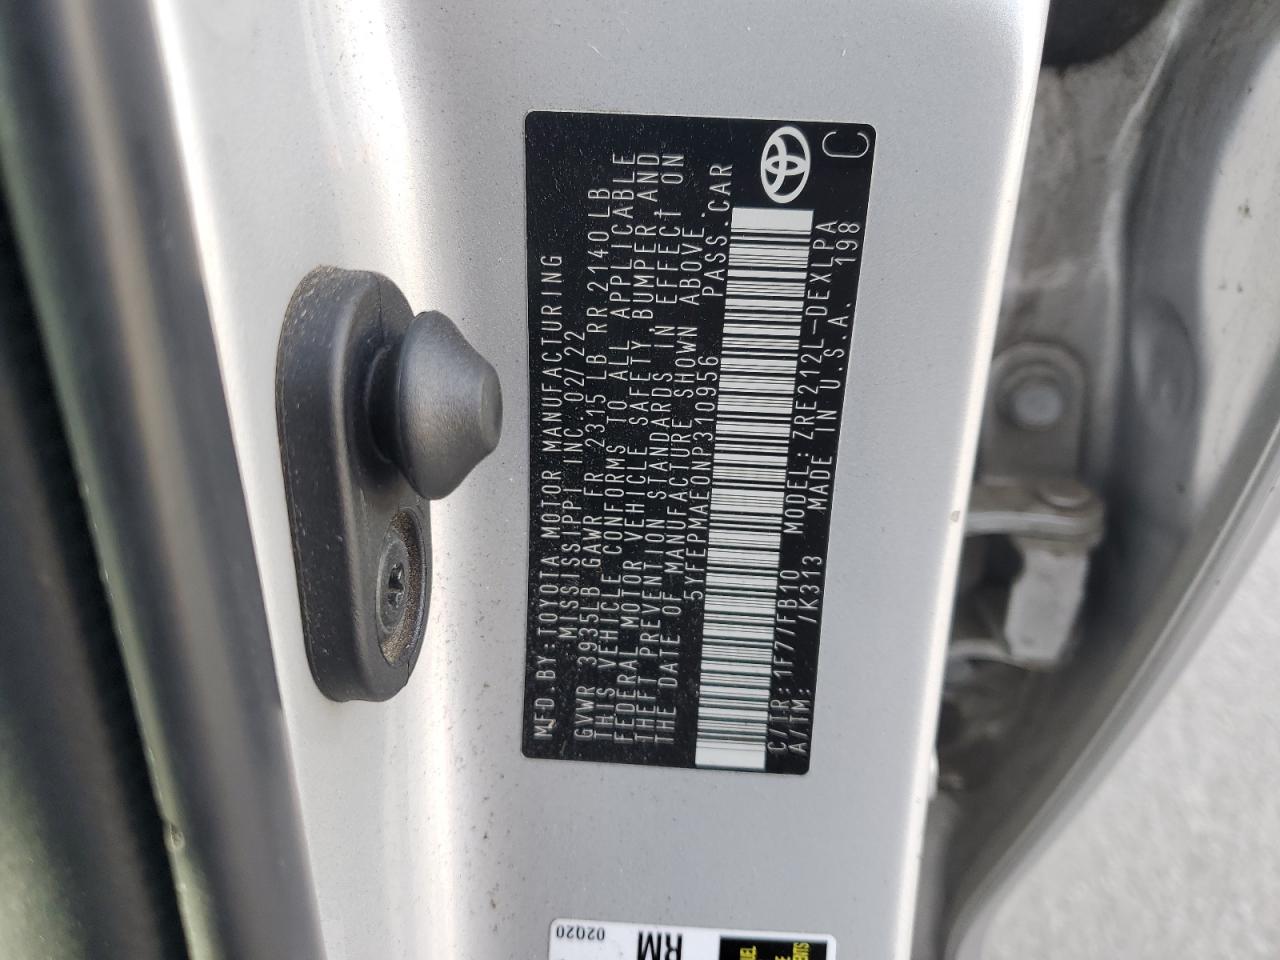 MFD.BY:TOYOTA MOTOR MANUFACTURING
MISSISSIPPI INC. 02/22
GVWR 3935LB GAWR FR 2315 LB RR 2140LB
THIS VEHICLE CONFORMS TO ALL APPLICABLE
FEDERAL MOTOR VEHICLE SAFETY, BUMPER, AND
THEFT PREVENTION STANDARDS IN EFFECT ON
THE DATE OF MANUFACTURE SHOWN ABOVE.
5YFEPMAE0NP310956 PASS.CAR
C/TR: 1F7/FB10 MODEL: ZRE212L-DEXLPA
A/TM: /K313 MADE IN U.S.A. 198
C
02020
RM